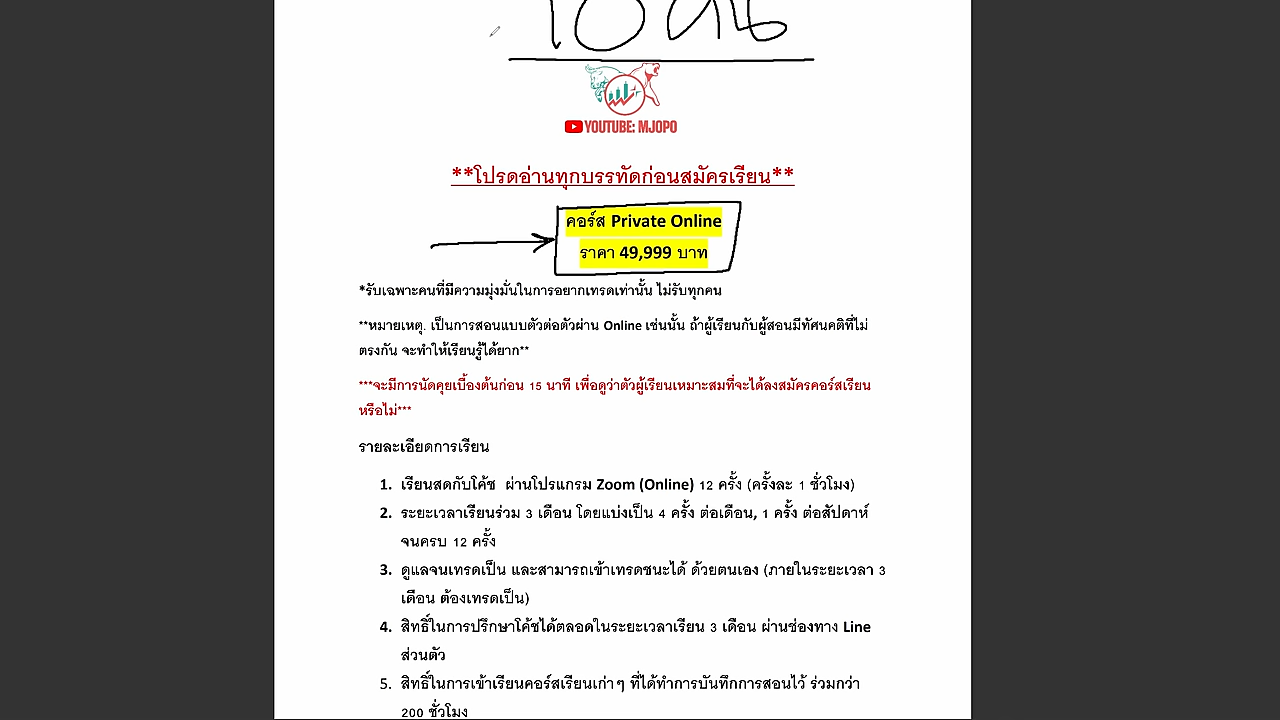 YOUTUBE: MJOPO
**โปรดอ่านทุกบรรทัดก่อนสมัครเรียน**
คอร์ส Private Online
ราคา 49,999 บาท
*รับเฉพาะคนที่มีความมุ่งมั่นในการอยากเทรดเท่านั้น ไม่รับทุกคน
**หมายเหตุ. เป็นการสอนแบบตัวต่อตัวผ่าน Online เช่นนั้น ถ้าผู้เรียนกับผู้สอนมีทัศนคติที่ไม่
ตรงกัน จะทำให้เรียนรู้ได้ยาก**
***จะมีการนัดคุยเบื้องต้นก่อน 15 นาที เพื่อดูว่าตัวผู้เรียนเหมาะสมที่จะได้ลงสมัครคอร์สเรียน
หรือไม่***
รายละเอียดการเรียน
1. เรียนสดกับโค้ช ผ่านโปรแกรม Zoom (Online) 12 ครั้ง (ครั้งละ 1 ชั่วโมง)
2. ระยะเวลาเรียนร่วม 3 เดือน โดยแบ่งเป็น 4 ครั้ง ต่อเดือน, 1 ครั้ง ต่อสัปดาห์
จนครบ 12 ครั้ง
3. ดูแลจนเทรดเป็น และสามารถเข้าเทรดชนะได้ ด้วยตนเอง (ภายในระยะเวลา 3
เดือน ต้องเทรดเป็น)
4. สิทธิ์ในการปรึกษาโค้ชได้ตลอดในระยะเวลาเรียน 3 เดือน ผ่านช่องทาง Line
ส่วนตัว
5. สิทธิ์ในการเข้าเรียนคอร์สเรียนเก่าๆ ที่ได้ทำการบันทึกการสอนไว้ ร่วมกว่า
200 ชั่วโมง